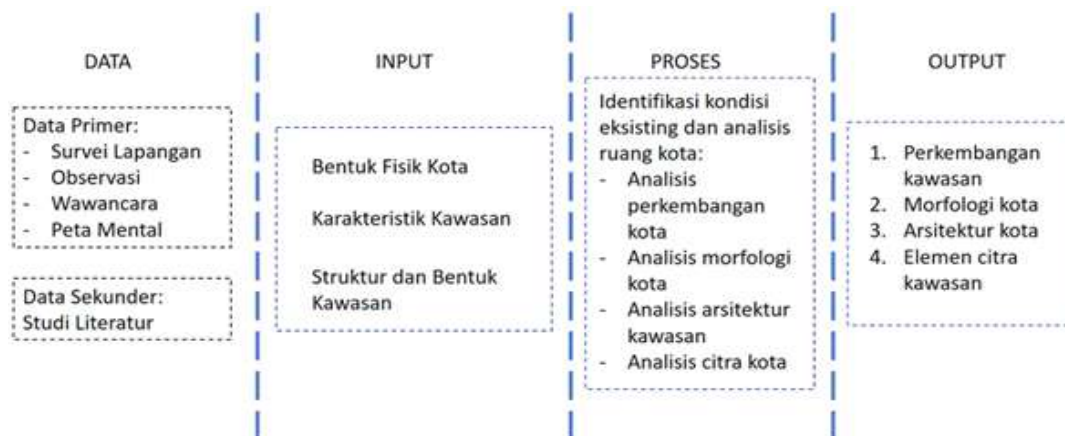 DATA
Data Primer:
- Survei Lapangan
- Observasi
- Wawancara
- Peta Mental
Data Sekunder:
Studi Literatur
INPUT
Bentuk Fisik Kota
Karakteristik Kawasan
Struktur dan Bentuk
Kawasan
PROSES
Identifikasi kondisi
eksisting dan analisis
ruang kota:
- Analisis
perkembangan
kota
- Analisis morfologi
kota
- Analisis arsitektur
kawasan
- Analisis citra kota
OUTPUT
1. Perkembangan
kawasan
2. Morfologi kota
3. Arsitektur kota
4. Elemen citra
kawasan